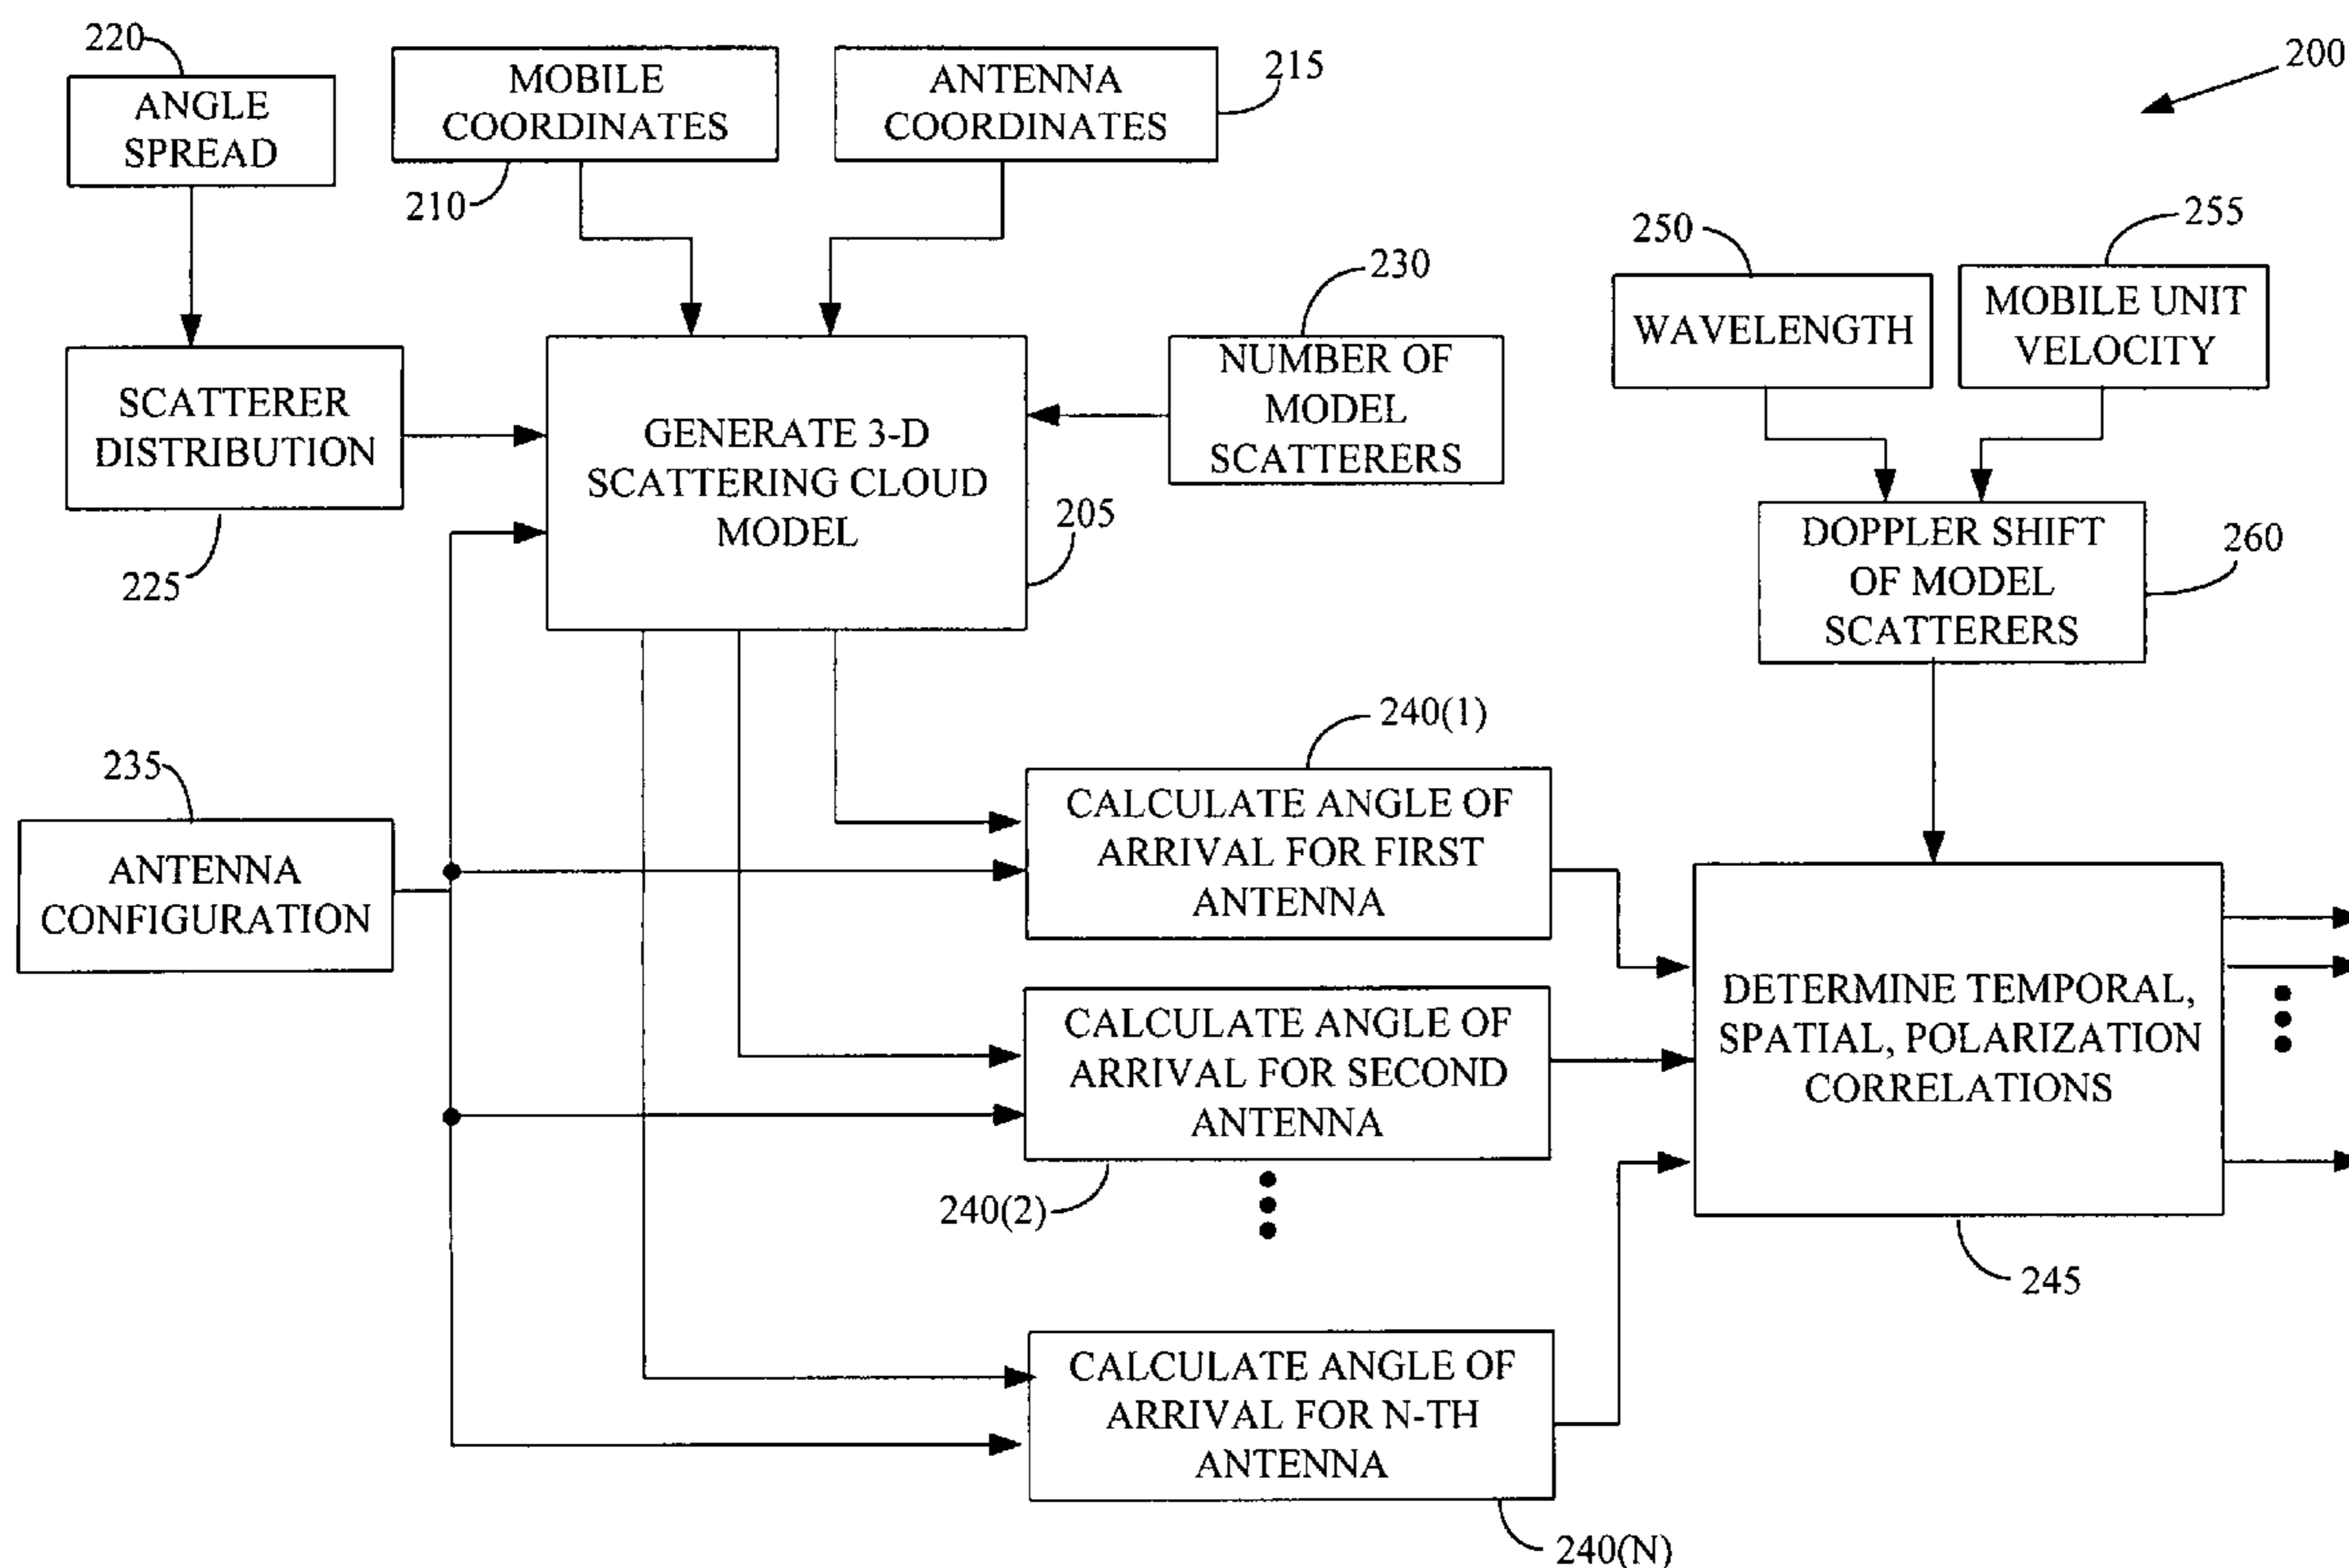 220
ANGLE
SPREAD
MOBILE
COORDINATES
210
ANTENNA
COORDINATES
215
200
SCATTERER
DISTRIBUTION
225
GENERATE 3-D
SCATTERING CLOUD
MODEL
205
230
NUMBER OF
MODEL
SCATTERERS
250
WAVELENGTH
255
MOBILE UNIT
VELOCITY
DOPPLER SHIFT
OF MODEL
SCATTERERS
260
235
ANTENNA
CONFIGURATION
240(1)
CALCULATE ANGLE OF
ARRIVAL FOR FIRST
ANTENNA
CALCULATE ANGLE OF
ARRIVAL FOR SECOND
ANTENNA
240(2)
CALCULATE ANGLE OF
ARRIVAL FOR N-TH
ANTENNA
240(N)
DETERMINE TEMPORAL,
SPATIAL, POLARIZATION
CORRELATIONS
245